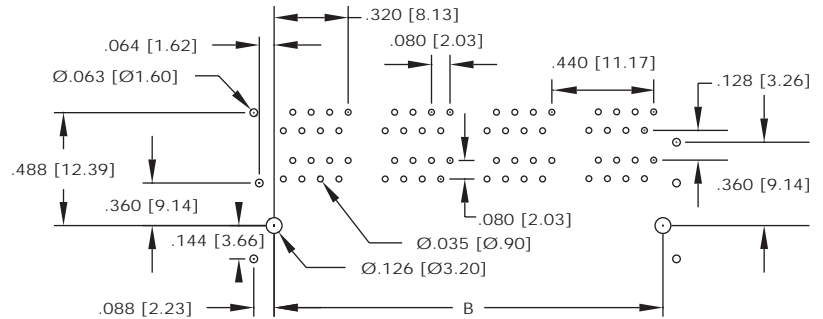 .320 [8.13]
.064 [1.62]
.080 [2.03]
Ø.063 [Ø1.60]
.440 [11.17]
.128 [3.26]
.488 [12.39]
.360 [9.14]
.360 [9.14]
.080 [2.03]
.144 [3.66]
Ø.035 [Ø.90]
Ø.126 [Ø3.20]
.088 [2.23]
B